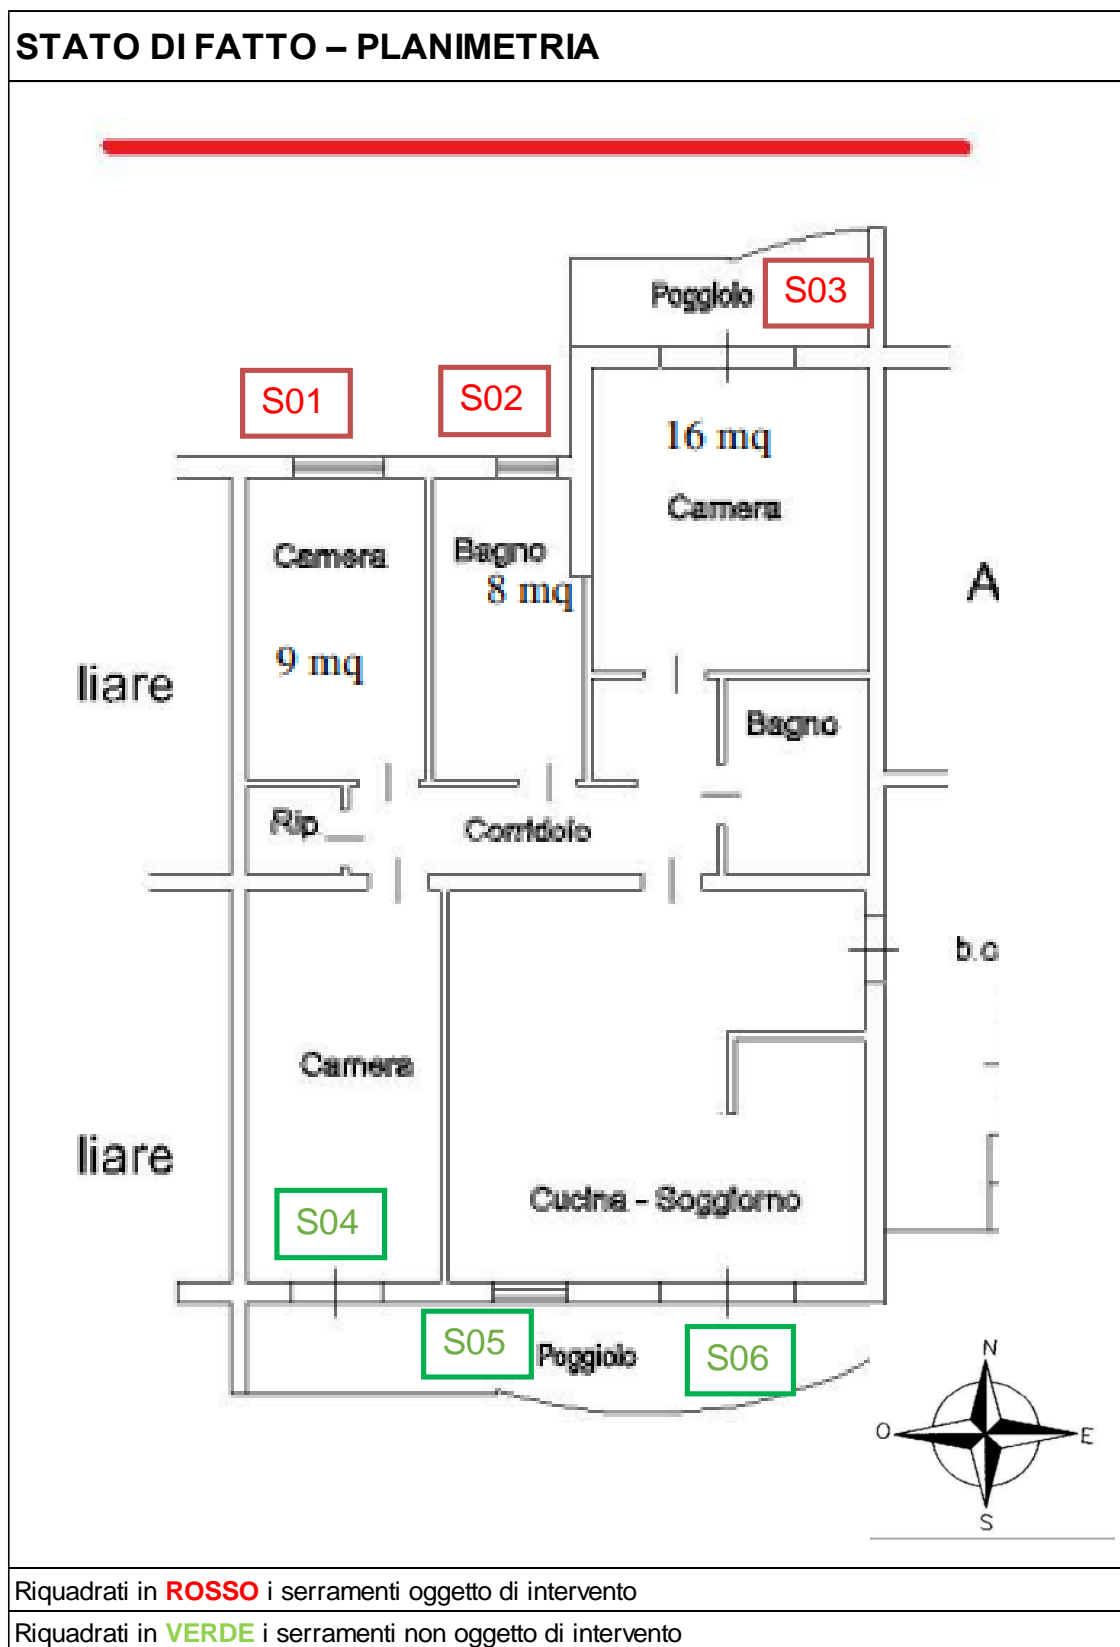 STATO DI FATTO – PLANIMETRIA
Poggiolo
S03
S01
S02
16 mq
Camera
Camera
Bagno
8 mq
A
9 mq
liare
Bagno
Rip
Corridoio
b.c
Camera
liare
Cucina - Soggiorno
S04
S05
Poggiolo
S06
N
O
E
S
Riquadrati in ROSSO i serramenti oggetto di intervento
Riquadrati in VERDE i serramenti non oggetto di intervento